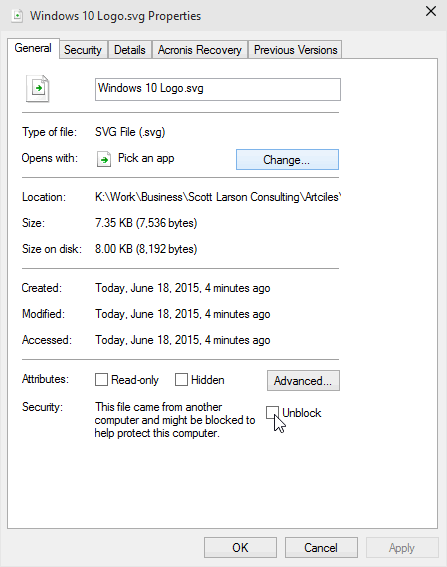 Windows 10 Logo.svg Properties
General Security Details Acronis Recovery Previous Versions
Windows 10 Logo.svg
Type of file: SVG File (.svg)
Opens with: Pick an app Change...
Location: K:\Work\Business\Scott Larson Consulting\Artciles\
Size: 7.35 KB (7,536 bytes)
Size on disk: 8.00 KB (8,192 bytes)
Created: Today, June 18, 2015, 4 minutes ago
Modified: Today, June 18, 2015, 4 minutes ago
Accessed: Today, June 18, 2015, 4 minutes ago
Attributes: Read-only Hidden Advanced...
Security: This file came from another
computer and might be blocked to
help protect this computer.
Unblock
OK Cancel Apply